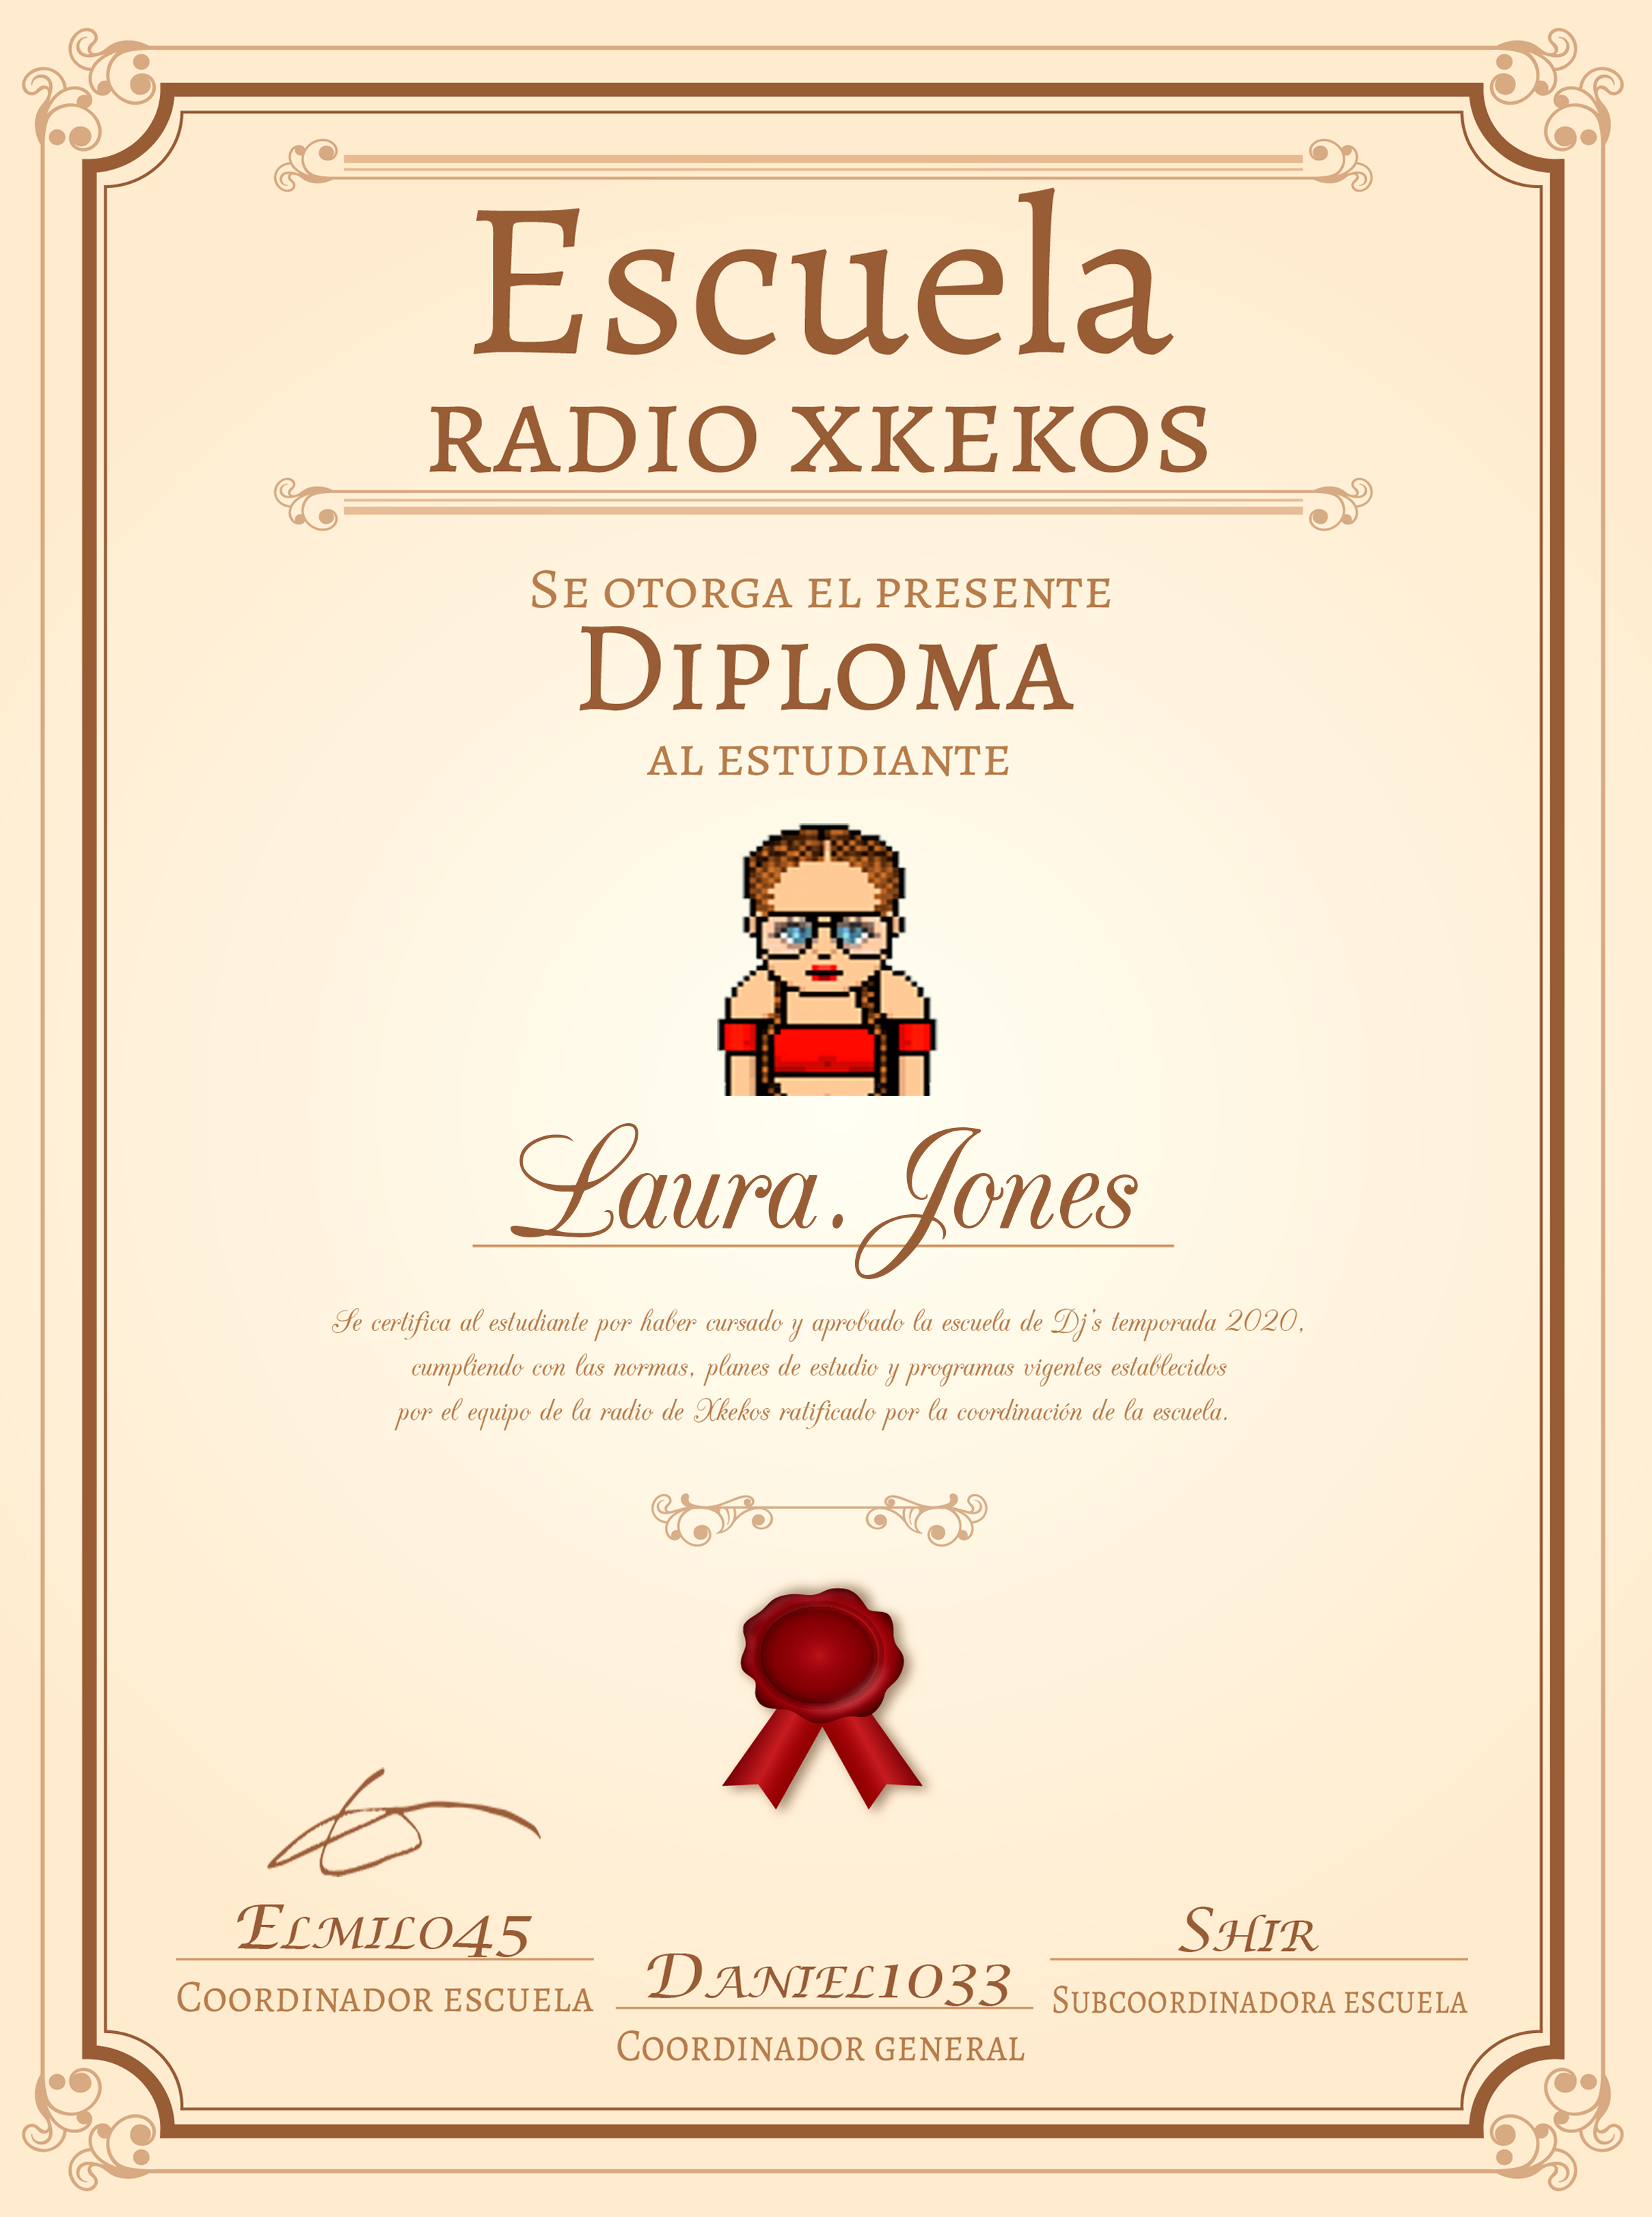 Escuela
RADIO XKEKOS
SE OTORGA EL PRESENTE
DIPLOMA
AL ESTUDIANTE
Laura.Jones
Se certifica al estudiante por haber cursado y aprobado la escuela de Dj's temporada 2020,
cumpliendo con las normas, planes de estudio y programas vigentes establecidos
por el equipo de la radio de Xkekos ratificado por la coordinación de la escuela.
ELMILO45
COORDINADOR ESCUELA
DANIEL1033
COORDINADOR GENERAL
SHIR
SUBCOORDINADORA ESCUELA